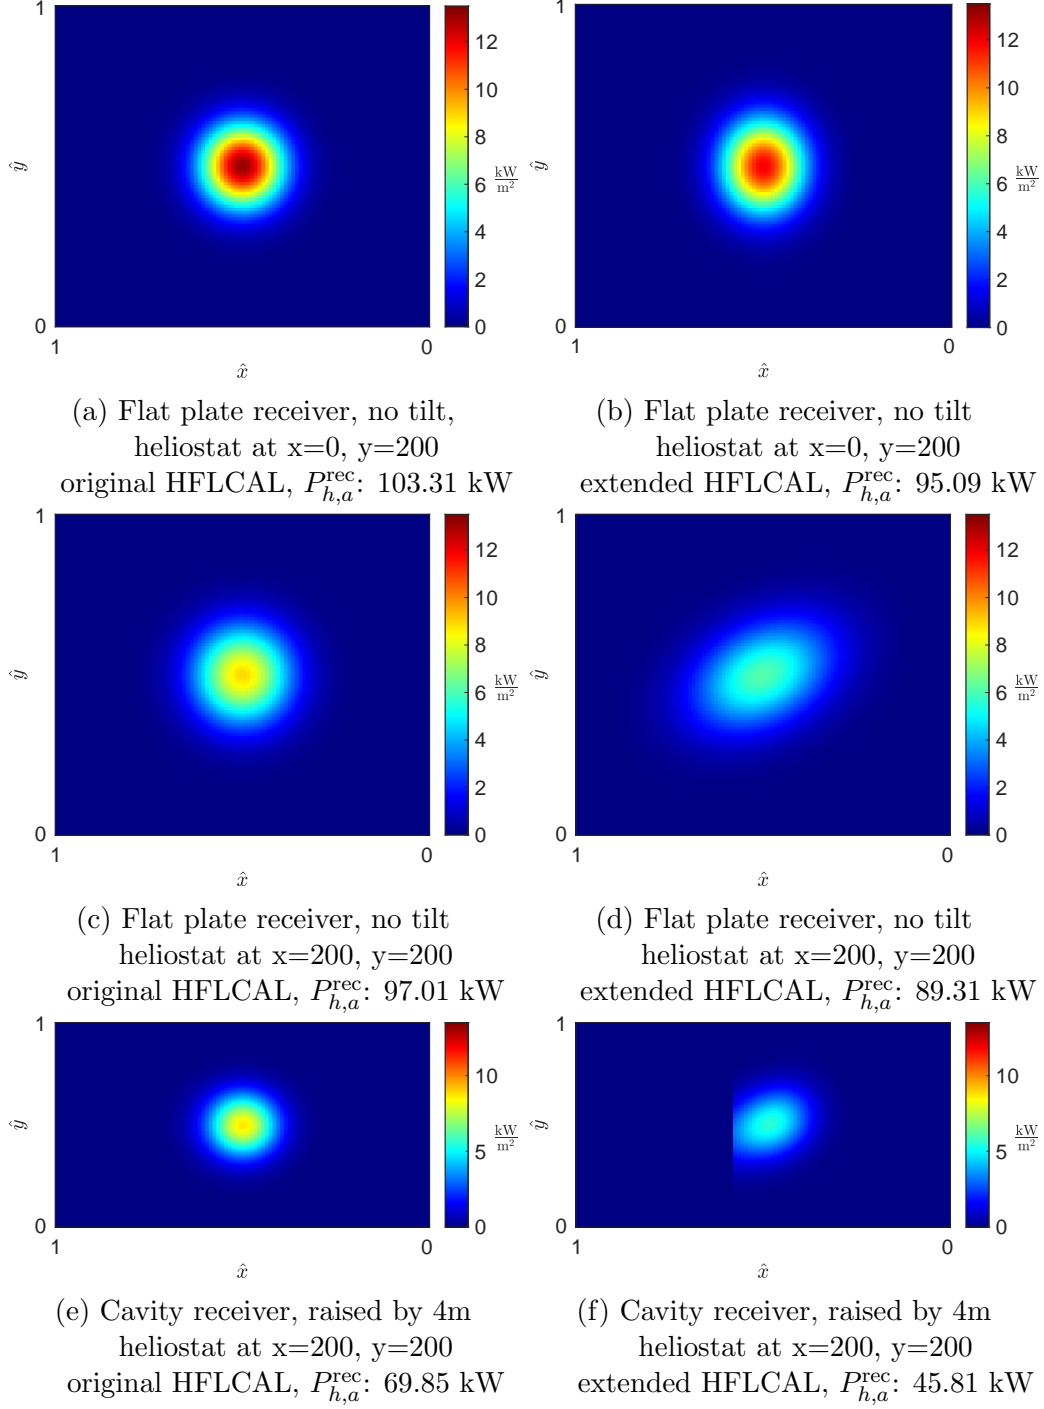 1
ŷ
0
1
0
x̂
12
10
8
6
4
2
0
kW
m²
(a) Flat plate receiver, no tilt,
heliostat at x=0, y=200
original HFLCAL, P^rec_h,a: 103.31 kW
1
ŷ
0
1
0
x̂
12
10
8
6
4
2
0
kW
m²
(b) Flat plate receiver, no tilt
heliostat at x=0, y=200
extended HFLCAL, P^rec_h,a: 95.09 kW
1
ŷ
0
1
0
x̂
12
10
8
6
4
2
0
kW
m²
(c) Flat plate receiver, no tilt
heliostat at x=200, y=200
original HFLCAL, P^rec_h,a: 97.01 kW
1
ŷ
0
1
0
x̂
12
10
8
6
4
2
0
kW
m²
(d) Flat plate receiver, no tilt
heliostat at x=200, y=200
extended HFLCAL, P^rec_h,a: 89.31 kW
1
ŷ
0
1
0
x̂
10
5
0
kW
m²
(e) Cavity receiver, raised by 4m
heliostat at x=200, y=200
original HFLCAL, P^rec_h,a: 69.85 kW
1
ŷ
0
1
0
x̂
10
5
0
kW
m²
(f) Cavity receiver, raised by 4m
heliostat at x=200, y=200
extended HFLCAL, P^rec_h,a: 45.81 kW